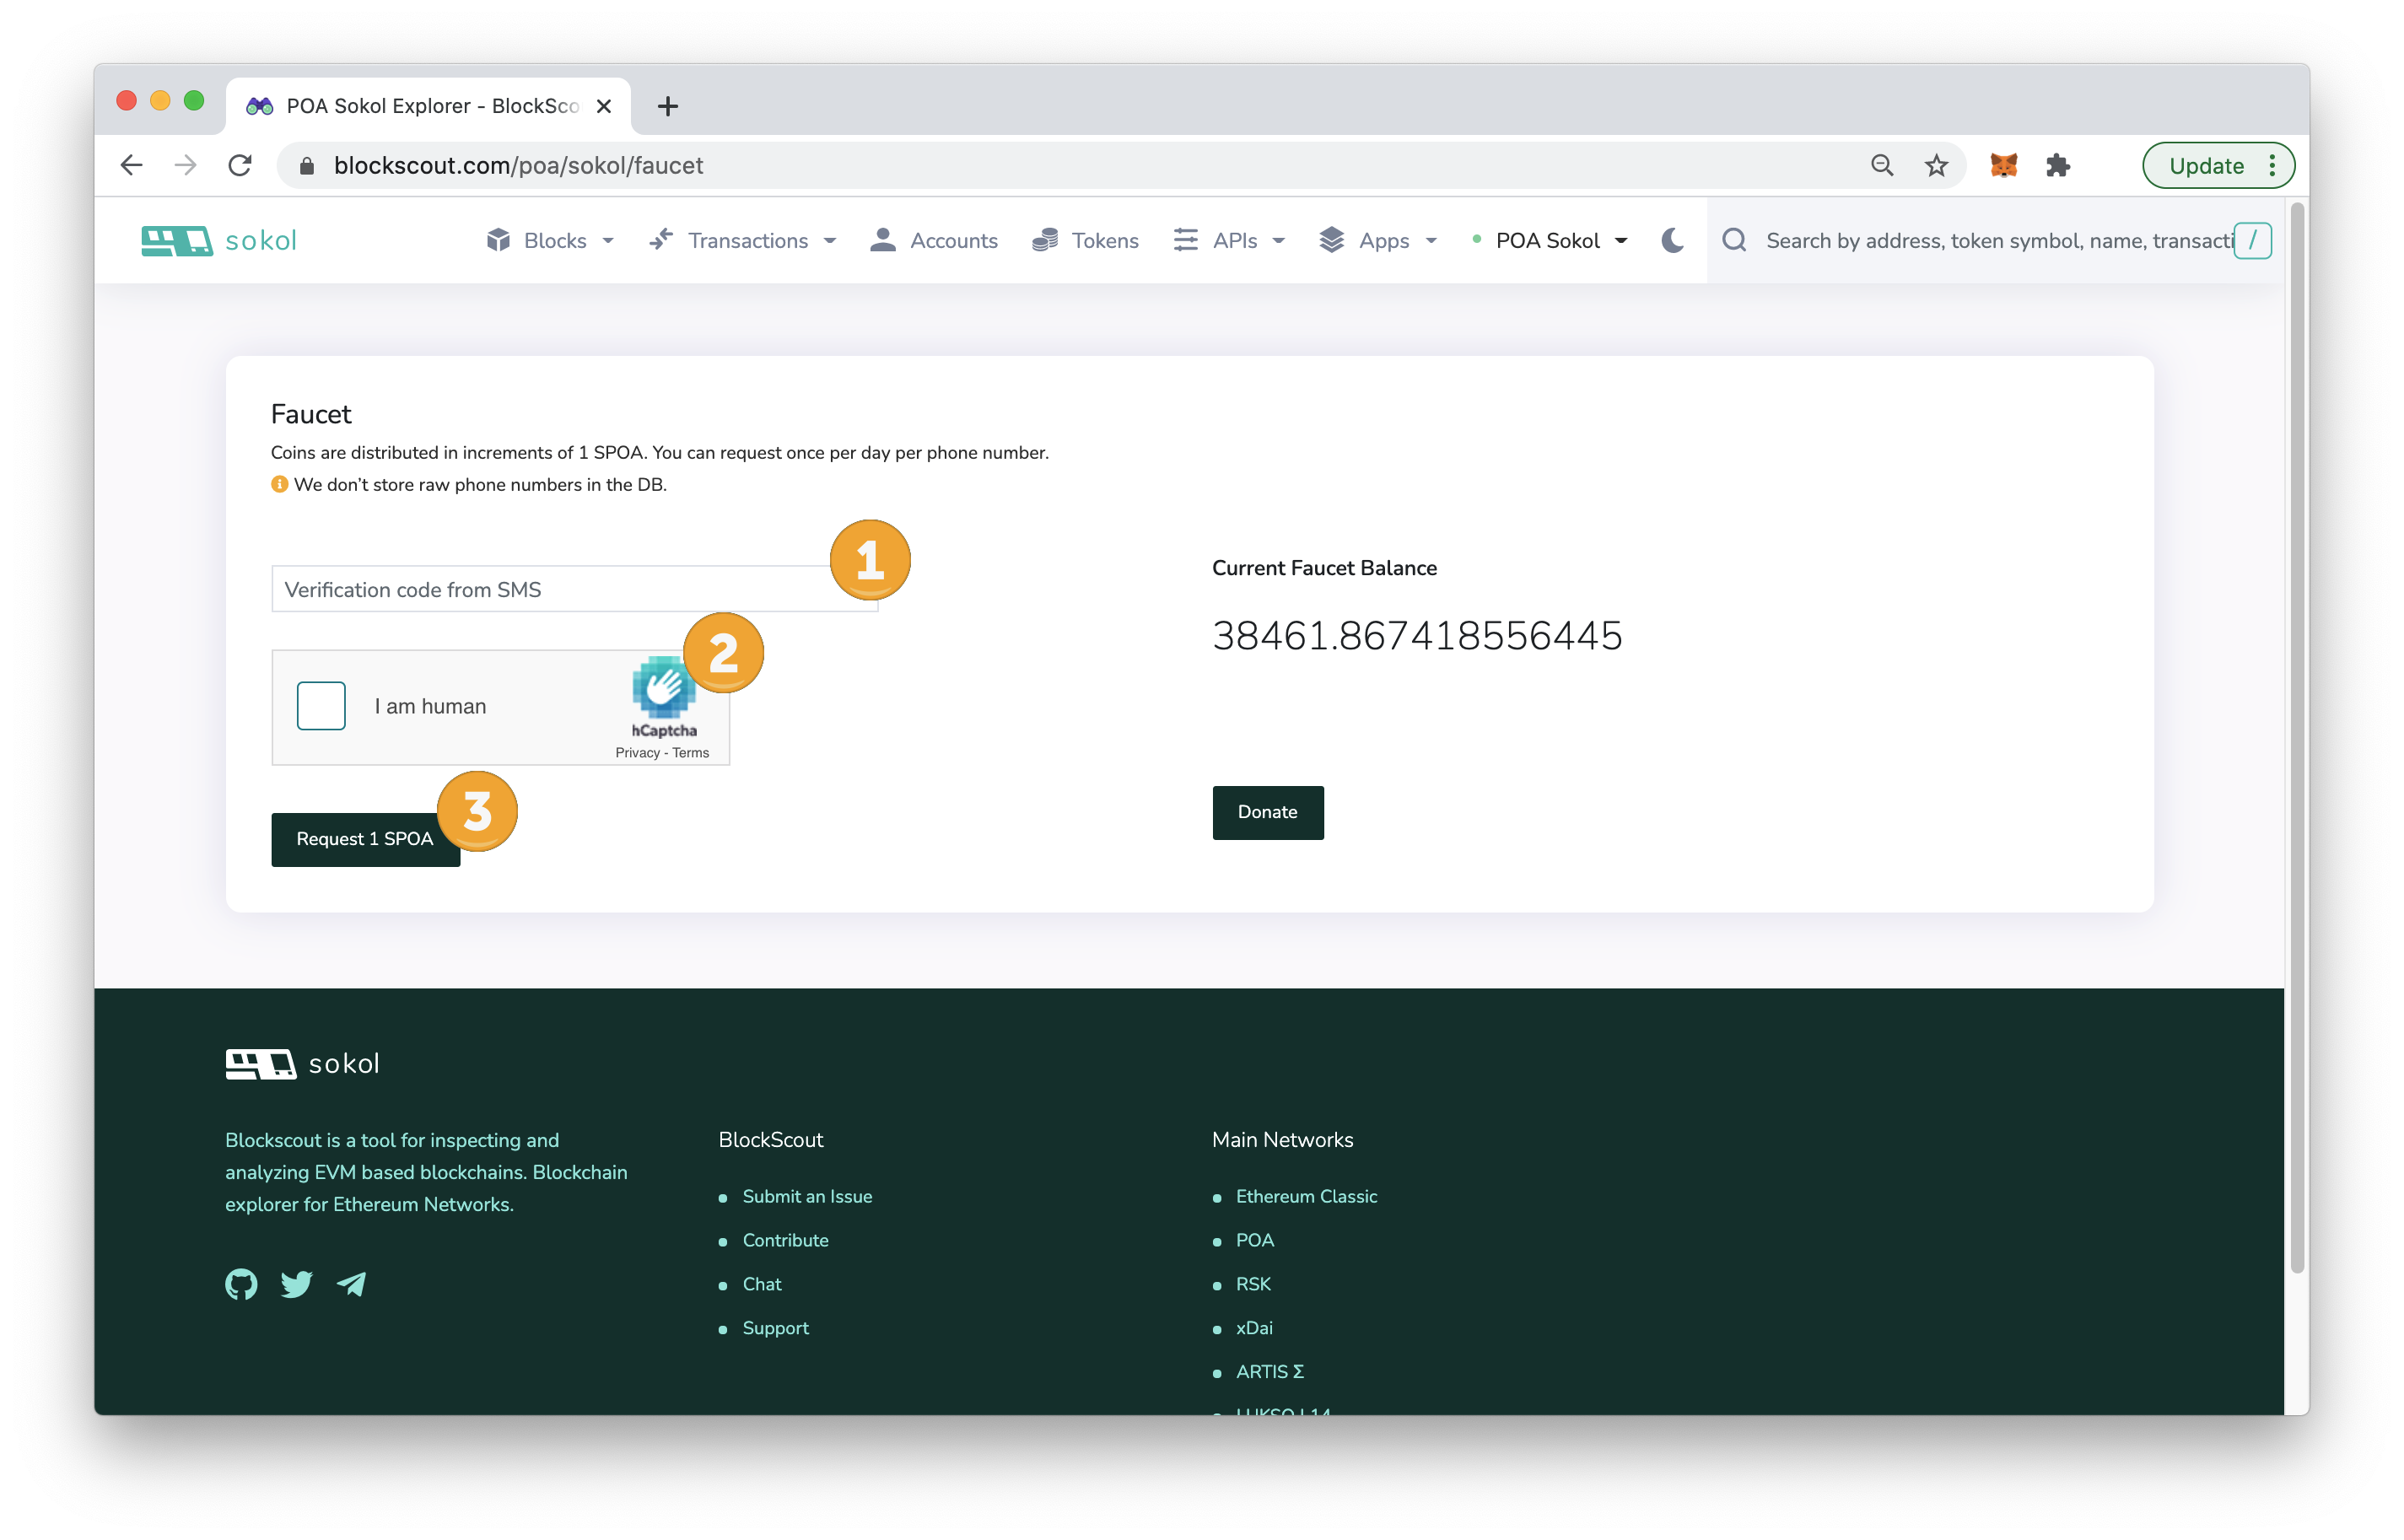 POA Sokol Explorer - BlockSco
blockscout.com/poa/sokol/faucet
Update
sokol
Blocks
Transactions
Accounts
Tokens
APIs
Apps
POA Sokol
Search by address, token symbol, name, transacti
/
Faucet
Coins are distributed in increments of 1 SPOA. You can request once per day per phone number.
We don't store raw phone numbers in the DB.
1
Verification code from SMS
Current Faucet Balance
38461.867418556445
2
I am human
hCaptcha
Privacy - Terms
3
Request 1 SPOA
Donate
sokol
Blockscout is a tool for inspecting and
analyzing EVM based blockchains. Blockchain
explorer for Ethereum Networks.
BlockScout
Submit an Issue
Contribute
Chat
Support
Main Networks
Ethereum Classic
POA
RSK
xDai
ARTIS Σ